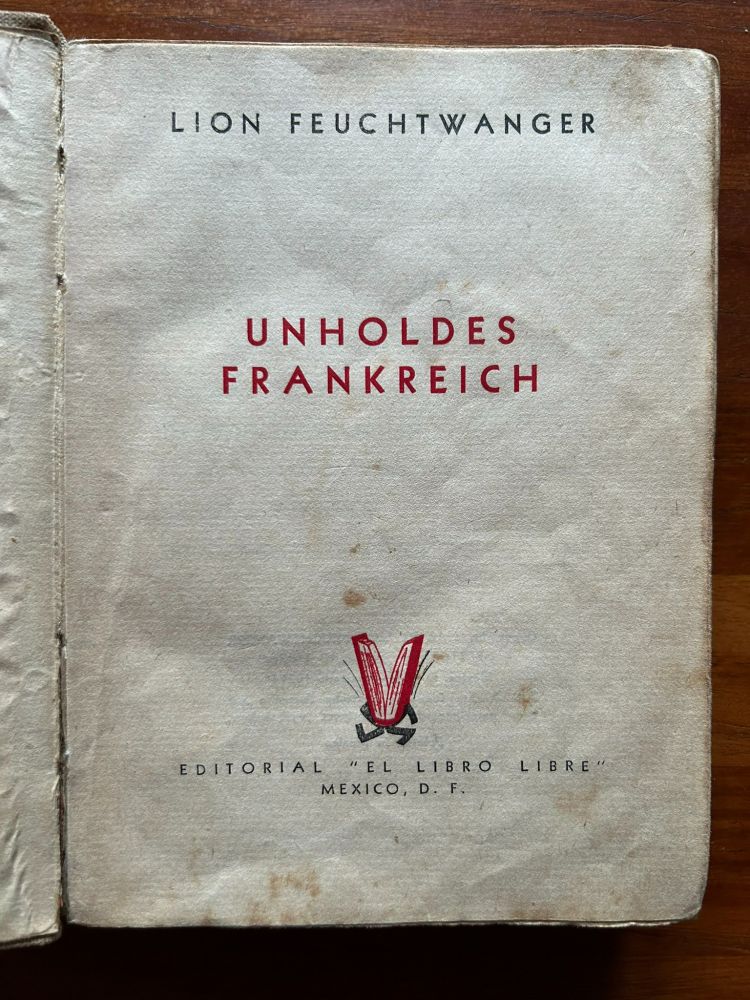 LION FEUCHTWANGER
UNHOLDES
FRANKREICH
EDITORIAL "EL LIBRO LIBRE"
MEXICO, D. F.